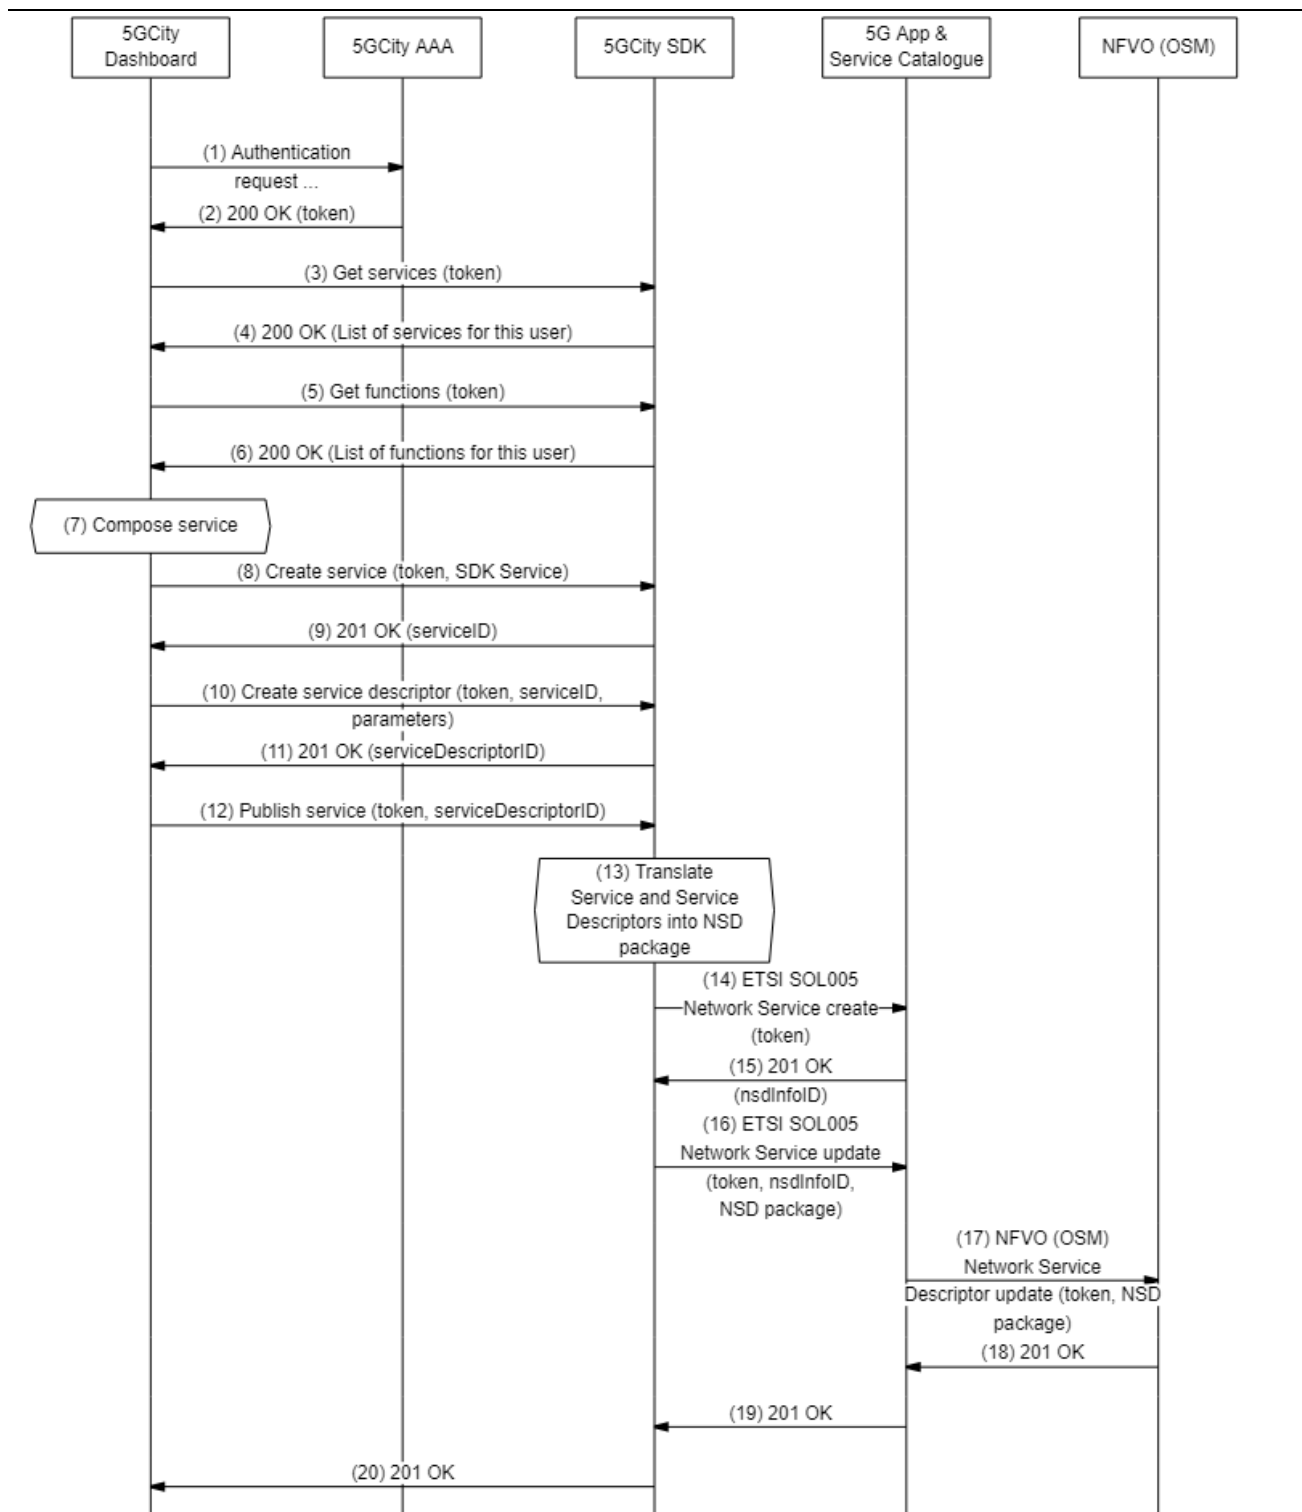 5GCity
Dashboard
5GCity AAA
5GCity SDK
5G App &
Service Catalogue
NFVO (OSM)
(1) Authentication
request ...
(2) 200 OK (token)
(3) Get services (token)
(4) 200 OK (List of services for this user)
(5) Get functions (token)
(6) 200 OK (List of functions for this user)
(7) Compose service
(8) Create service (token, SDK Service)
(9) 201 OK (serviceID)
(10) Create service descriptor (token, serviceID,
parameters)
(11) 201 OK (serviceDescriptorID)
(12) Publish service (token, serviceDescriptorID)
(13) Translate
Service and Service
Descriptors into NSD
package
(14) ETSI SOL005
Network Service create
(token)
(15) 201 OK
(nsdInfoID)
(16) ETSI SOL005
Network Service update
(token, nsdInfoID,
NSD package)
(17) NFVO (OSM)
Network Service
Descriptor update (token, NSD
package)
(18) 201 OK
(19) 201 OK
(20) 201 OK